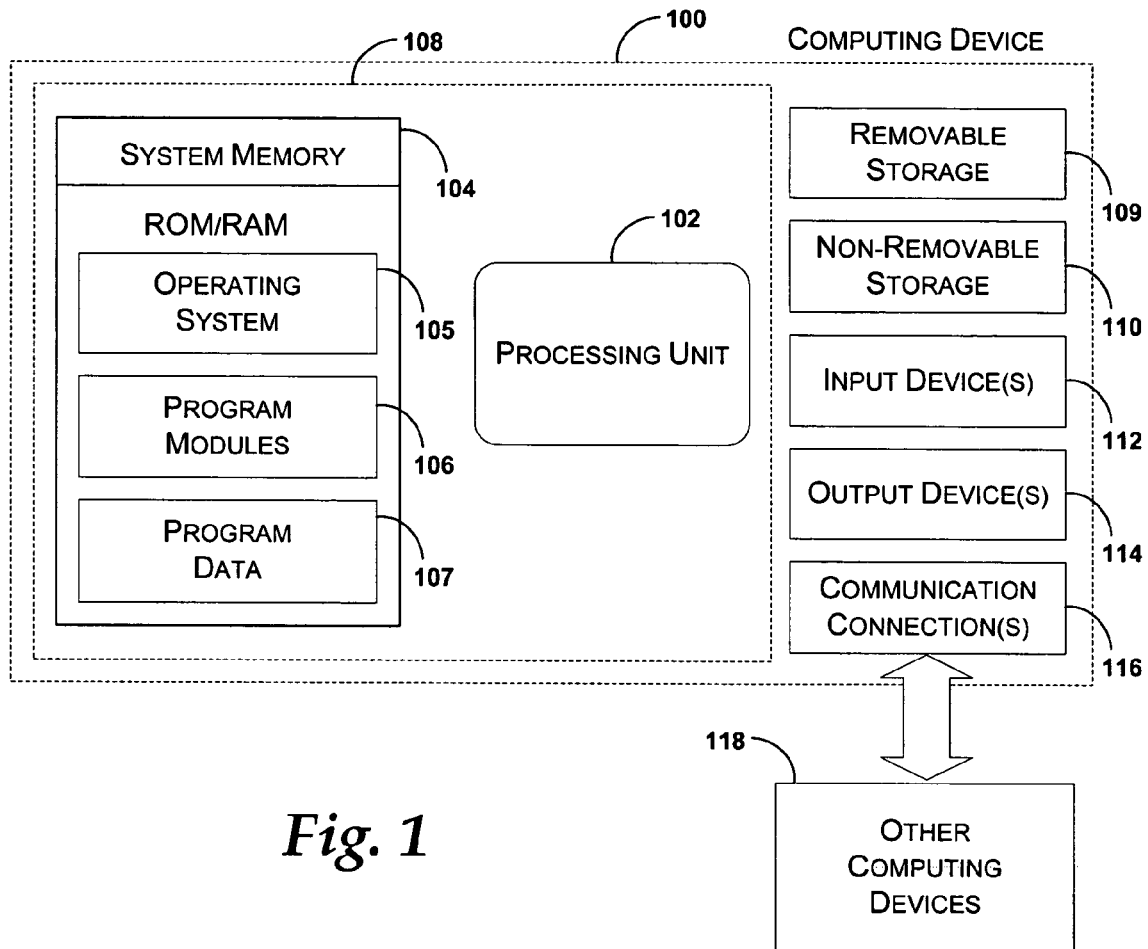 100
COMPUTING DEVICE
108
SYSTEM MEMORY
104
ROM/RAM
OPERATING
SYSTEM
105
PROGRAM
MODULES
106
PROGRAM
DATA
107
102
PROCESSING UNIT
REMOVABLE
STORAGE
109
NON-REMOVABLE
STORAGE
110
INPUT DEVICE(S)
112
OUTPUT DEVICE(S)
114
COMMUNICATION
CONNECTION(S)
116
118
OTHER
COMPUTING
DEVICES
Fig. 1